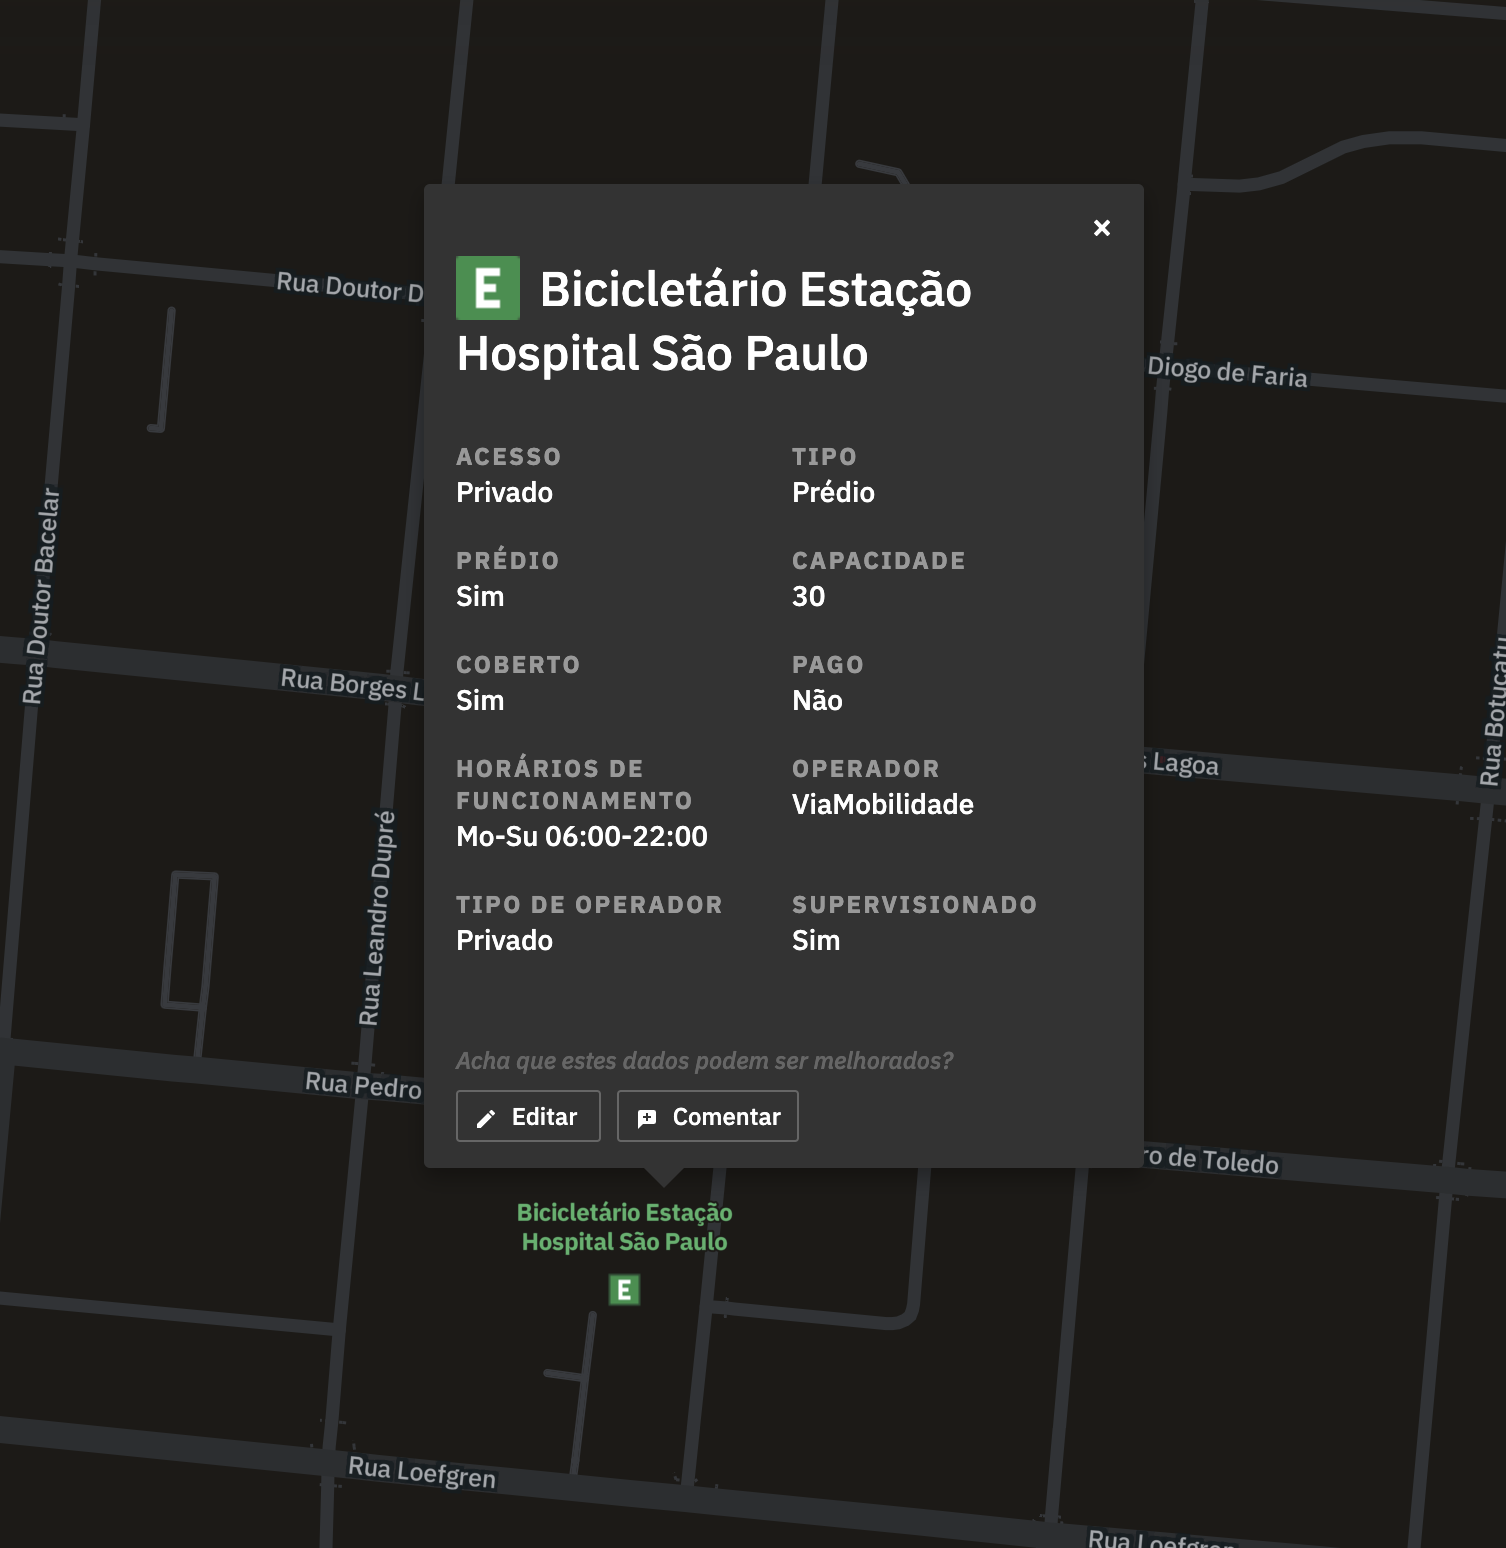 Rua Doutor D
×
E Bicicletário Estação
Hospital São Paulo
Diogo de Faria
ACESSO
Privado
TIPO
Prédio
PRÉDIO
Sim
CAPACIDADE
30
COBERTO
Sim
PAGO
Não
HORÁRIOS DE
FUNCIONAMENTO
Mo-Su 06:00-22:00
OPERADOR
ViaMobilidade
TIPO DE OPERADOR
Privado
SUPERVISIONADO
Sim
Acha que estes dados podem ser melhorados?
Editar
Comentar
Rua Doutor Bacelar
Rua Borges L
s Lagoa
Rua Botucatu
Rua Leandro Dupré
Rua Pedro
ro de Toledo
Bicicletário Estação
Hospital São Paulo
E
Rua Loefgren
Rua Loefgren